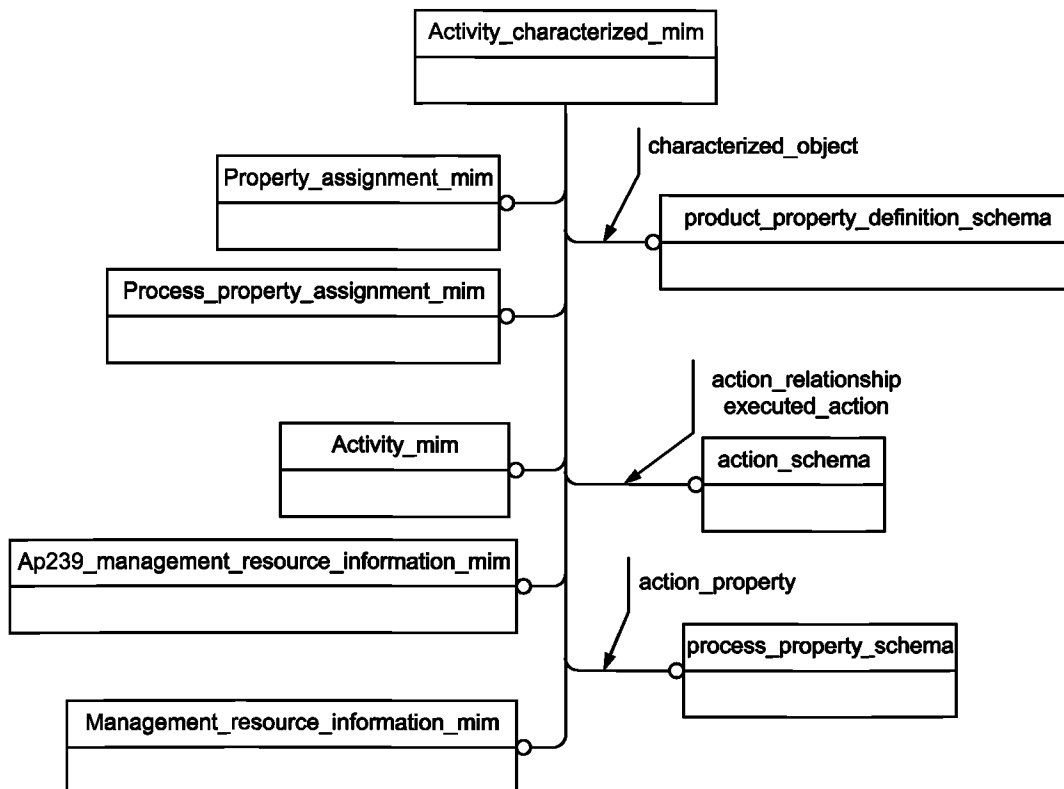 Activity_characterized_mim
characterized_object
Property_assignment_mim
product_property_definition_schema
Process_property_assignment_mim
action_relationship
executed_action
Activity_mim
action_schema
Ap239_management_resource_information_mim
action_property
process_property_schema
Management_resource_information_mim